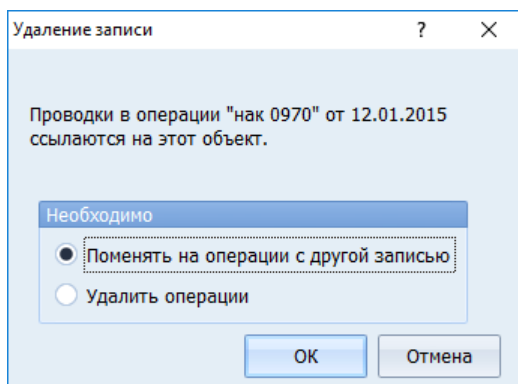 Удаление записи
?
Проводки в операции "нак 0970" от 12.01.2015
ссылаются на этот объект.
Необходимо
Поменять на операции с другой записью
Удалить операции
ОК
Отмена